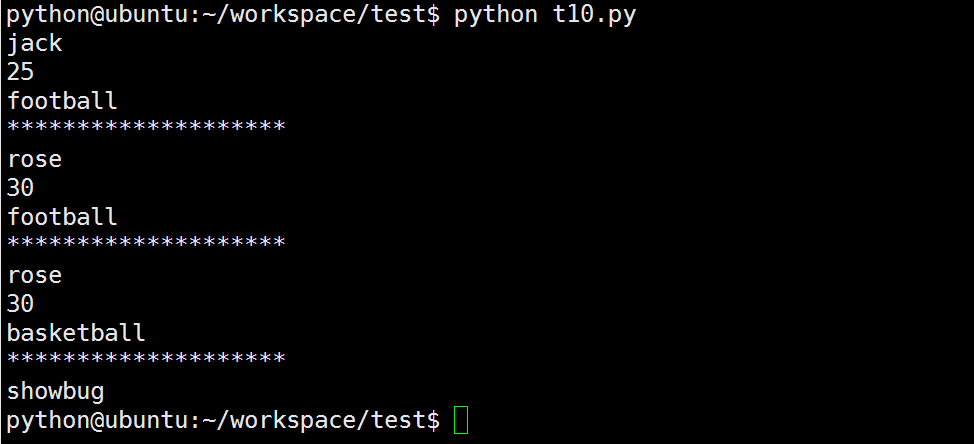 python@ubuntu:~/workspace/test$ python t10.py
jack
25
football
********************
rose
30
football
********************
rose
30
basketball
********************
showbug
python@ubuntu:~/workspace/test$